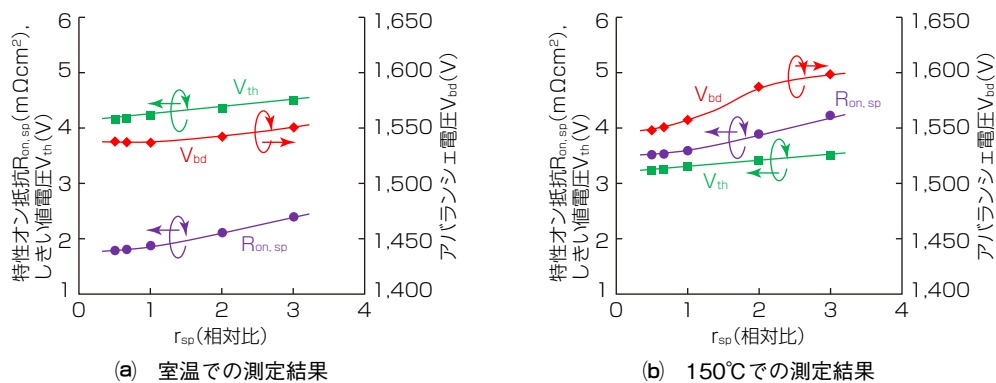 特性オン抵抗Ron,sp(mΩcm²),
しきい値電圧Vth(V)
6
5
4
3
2
1
Vth
Vbd
Ron, sp
1,650
1,600
1,550
1,500
1,450
1,400
アバランシェ電圧Vbd(V)
0 1 2 3 4
rsp(相対比)
(a) 室温での測定結果
特性オン抵抗Ron,sp(mΩcm²),
しきい値電圧Vth(V)
6
5
4
3
2
1
Vbd
Ron, sp
Vth
1,650
1,600
1,550
1,500
1,450
1,400
アバランシェ電圧Vbd(V)
0 1 2 3 4
rsp(相対比)
(b) 150℃での測定結果